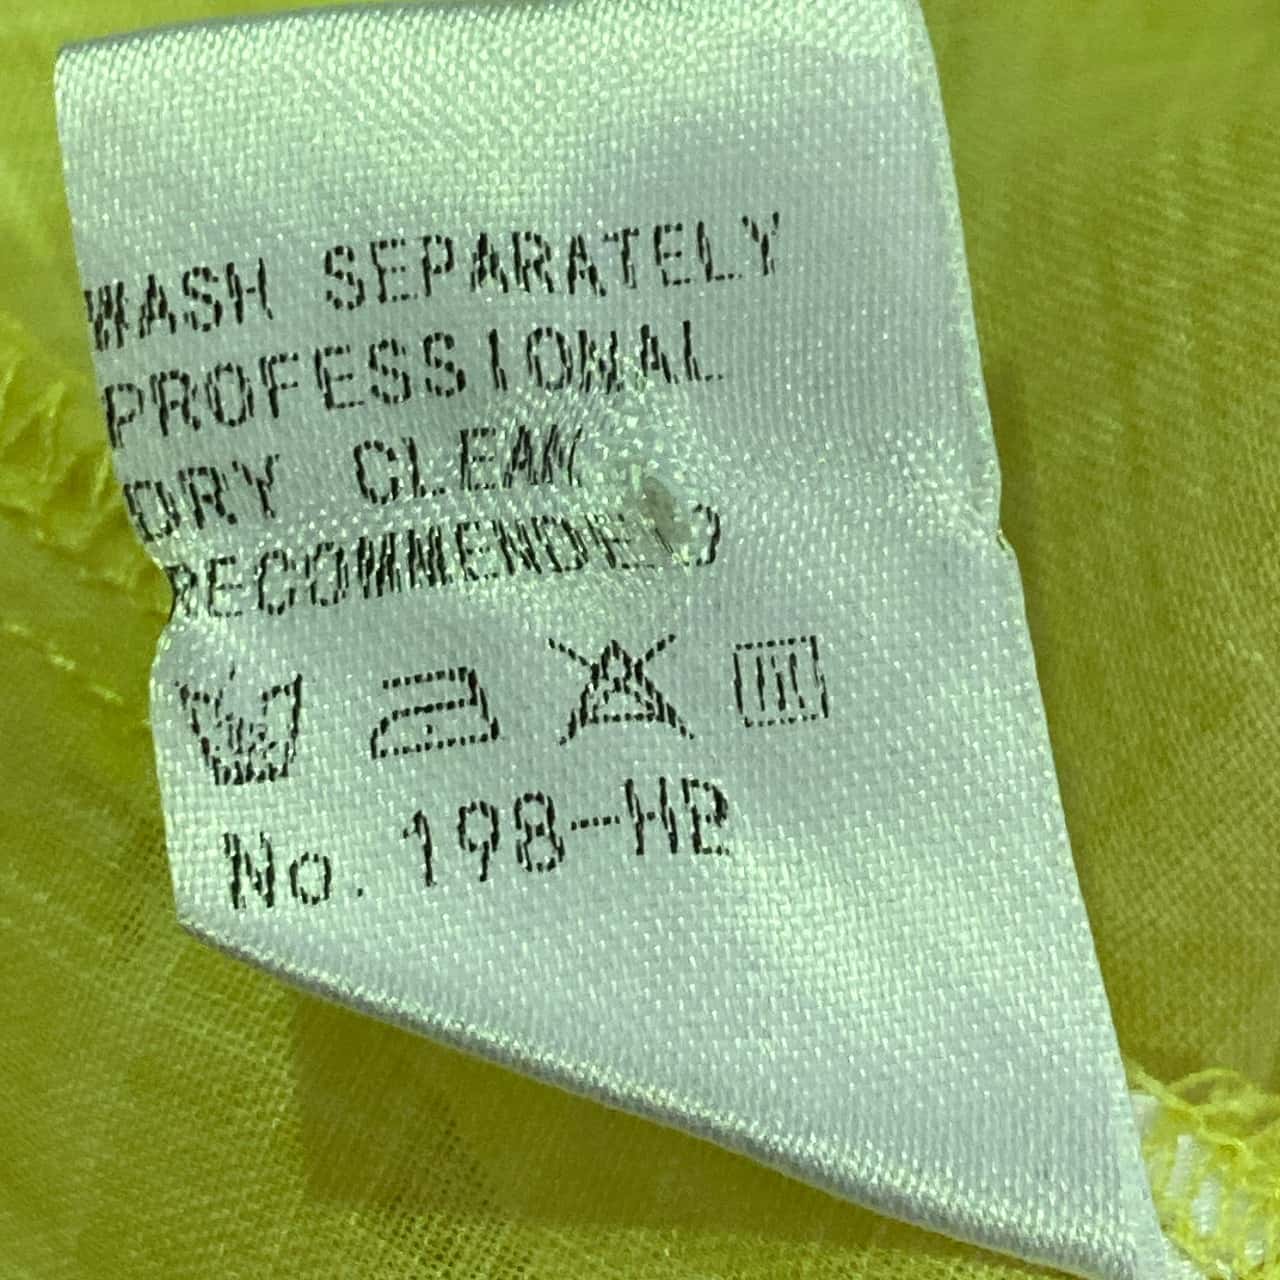 WASH SEPARATELY
PROFESSIONAL
DRY CLEAN
RECOMMENDED
No. 198-HB